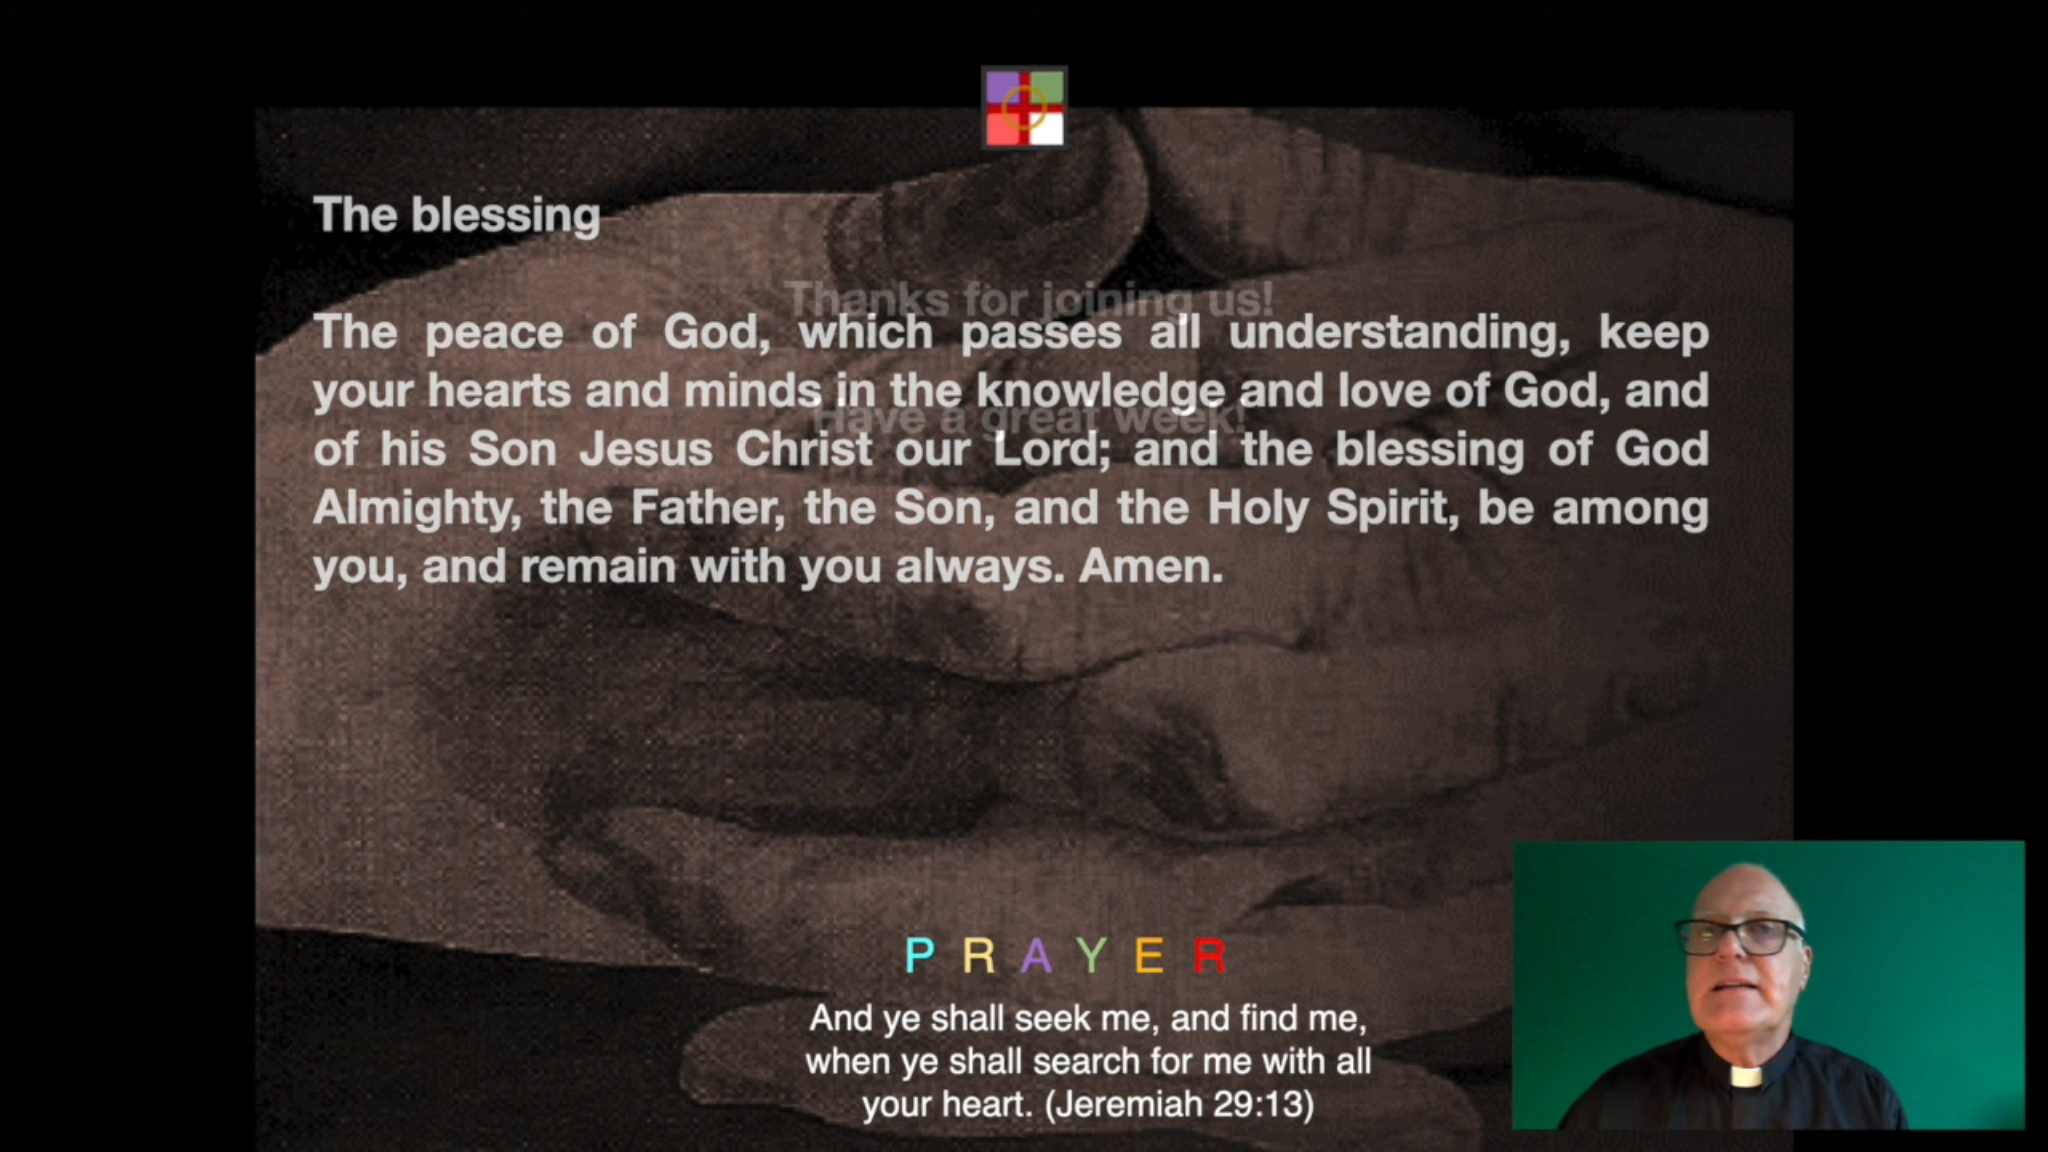 The blessing
Thanks for joining us!
The peace of God, which passes all understanding, keep
your hearts and minds in the knowledge and love of God, and
Have a great week!
of his Son Jesus Christ our Lord; and the blessing of God
Almighty, the Father, the Son, and the Holy Spirit, be among
you, and remain with you always. Amen.
P R A Y E R
And ye shall seek me, and find me,
when ye shall search for me with all
your heart. (Jeremiah 29:13)